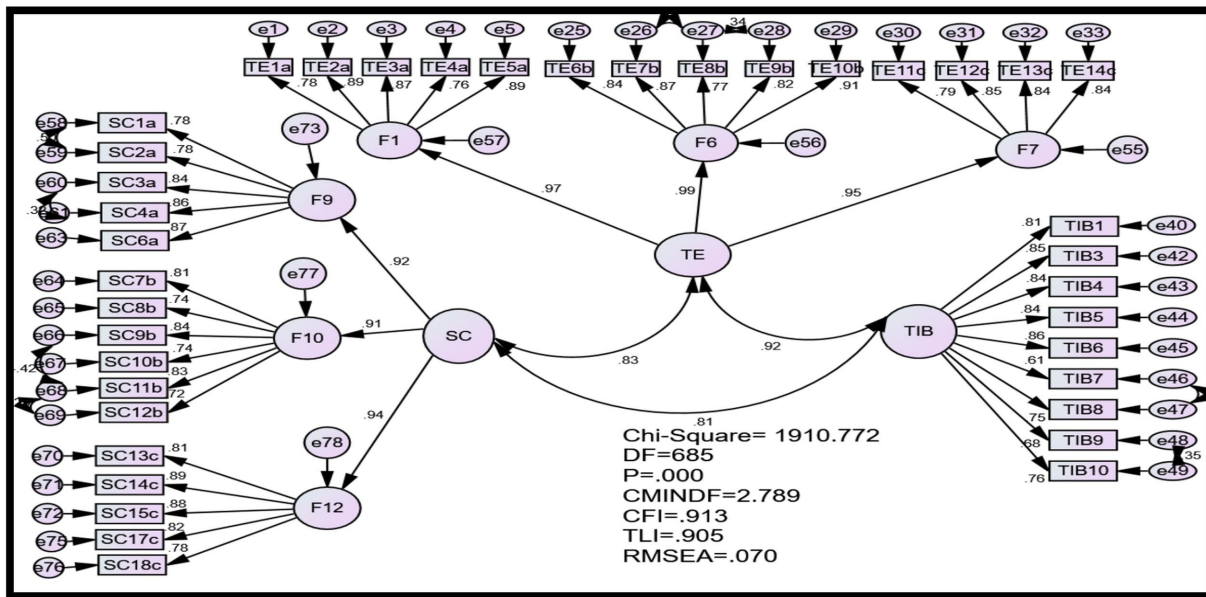 e1 e2 e3 e4 e5 e25 e26 e27 .34 e28 e29 e30 e31 e32 e33
TE1a TE2a TE3a TE4a TE5a TE6b TE7b TE8b TE9b TE10b TE11c TE12c TE13c TE14c
.78 .89 .87 .76 .89 .84 .87 .77 .82 .91 .79 .85 .84 .84
F1 e57 F6 e56 F7 e55
.97 .99 .95
TE
e58 SC1a .78
e59 SC2a .78
e60 SC3a .84
e61 SC4a .86
e63 SC6a .87
e73
F9
.92
e64 SC7b .81
e65 SC8b .74
e66 SC9b .84
e67 SC10b .74
e68 SC11b .83
e69 SC12b .72
.42
e77
F10 .91 SC
.94
e70 SC13c .81
e71 SC14c .89
e72 SC15c .88
e75 SC17c .82
e76 SC18c .78
e78
F12
.83
.92
.81
TIB
.81 TIB1 e40
.85 TIB3 e42
.84 TIB4 e43
.84 TIB5 e44
.86 TIB6 e45
.61 TIB7 e46
TIB8 e47
.75 TIB9 e48
.68 .35
.76 TIB10 e49
Chi-Square= 1910.772
DF=685
P=.000
CMINDF=2.789
CFI=.913
TLI=.905
RMSEA=.070